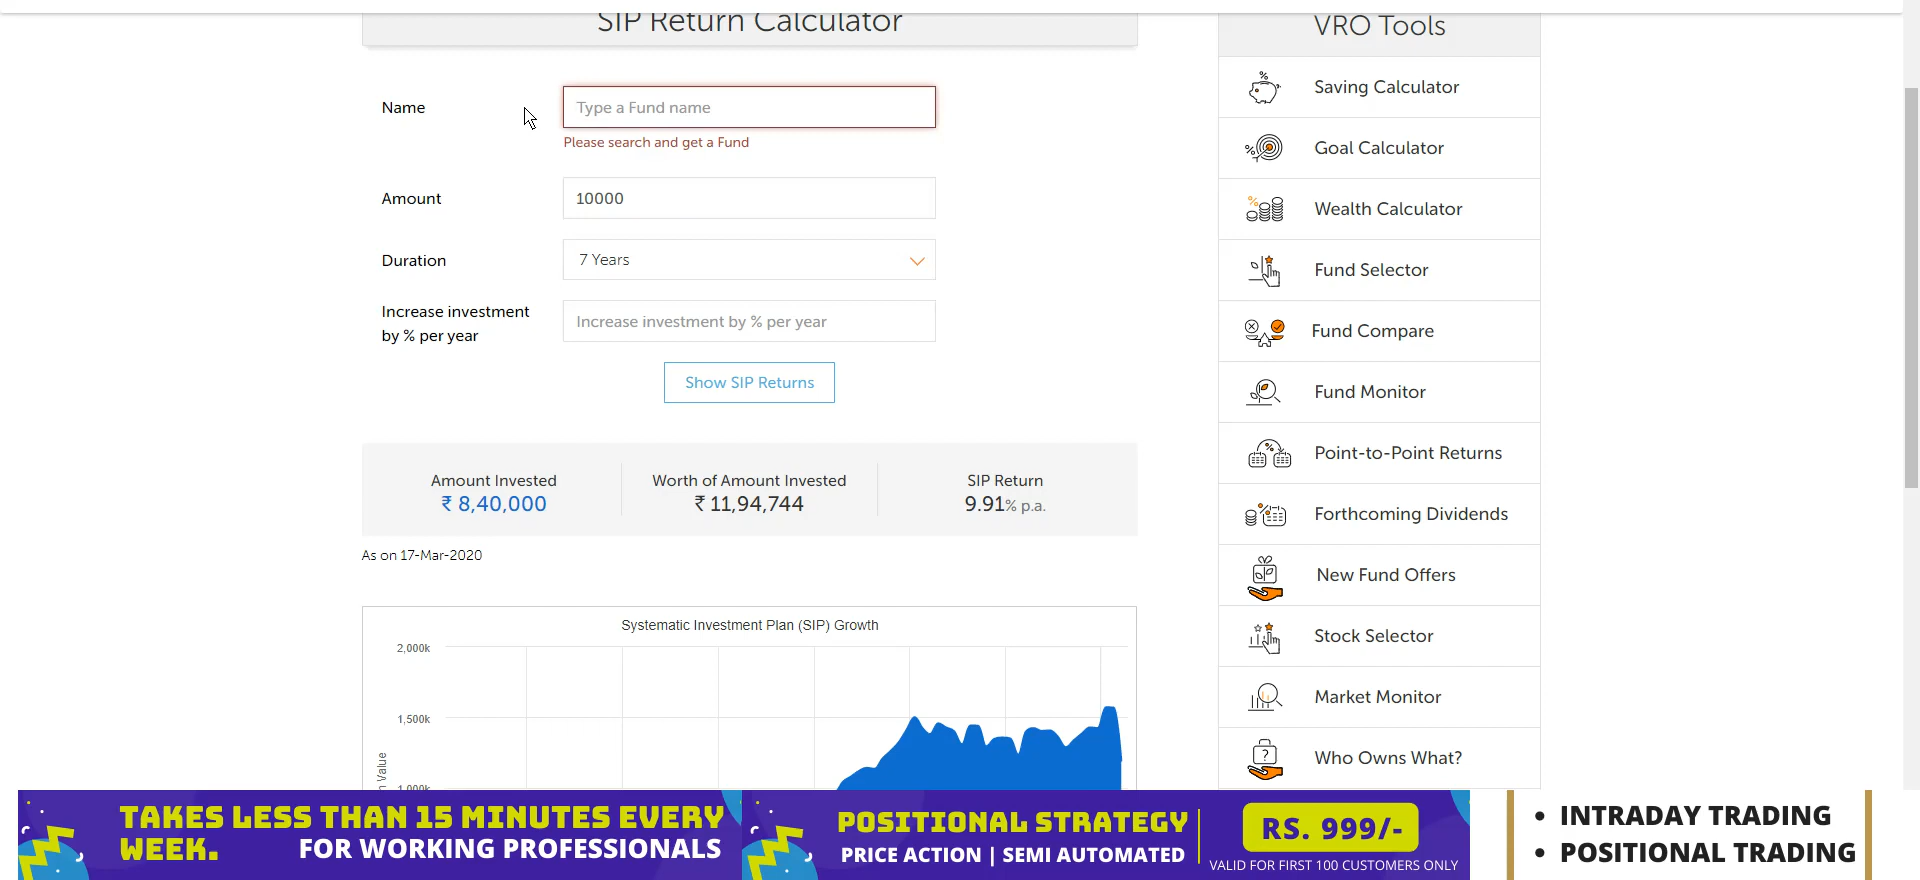 SIP Return Calculator
Name
Type a Fund name
Please search and get a Fund
Amount
10000
Duration
7 Years
Increase investment
by % per year
Increase investment by % per year
Show SIP Returns
Amount Invested
₹ 8,40,000
Worth of Amount Invested
₹ 11,94,744
SIP Return
9.91% p.a.
As on 17-Mar-2020
Systematic Investment Plan (SIP) Growth
2,000k
1,500k
1,000k
Value
VRO Tools
Saving Calculator
Goal Calculator
Wealth Calculator
Fund Selector
Fund Compare
Fund Monitor
Point-to-Point Returns
Forthcoming Dividends
New Fund Offers
Stock Selector
Market Monitor
Who Owns What?
TAKES LESS THAN 15 MINUTES EVERY
WEEK.
FOR WORKING PROFESSIONALS
POSITIONAL STRATEGY
PRICE ACTION | SEMI AUTOMATED
RS. 999/-
VALID FOR FIRST 100 CUSTOMERS ONLY
• INTRADAY TRADING
• POSITIONAL TRADING